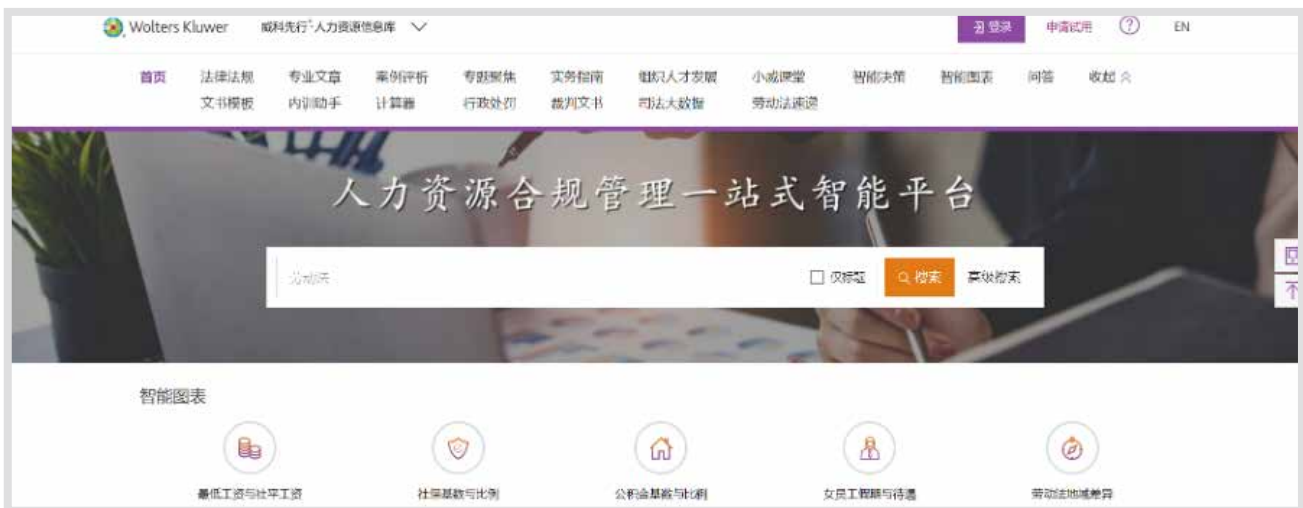 Wolters Kluwer 威科先行·人力资源信息库 登录 申请试用 ? EN
首页 法律法规 专业文章 案例评析 专题聚焦 实务指南 组织人才发展 小威课堂 智能决策 智能图表 问答 收起
文书模板 内训助手 计算器 行政处罚 裁判文书 司法大数据 劳动法速递
人力资源合规管理一站式智能平台
劳动法 仅标题 搜索 高级搜索
智能图表
最低工资与社平工资 社保基数与比例 公积金基数与比例 女员工假期与待遇 劳动法地域差异